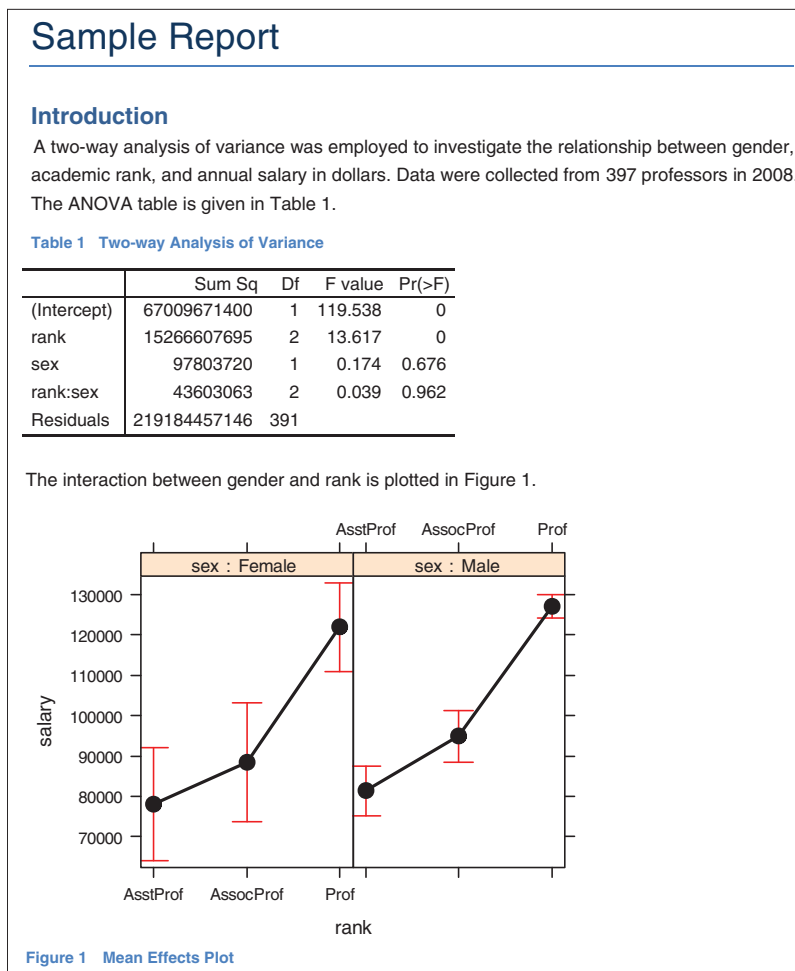 Sample Report
Introduction
A two-way analysis of variance was employed to investigate the relationship between gender,
academic rank, and annual salary in dollars. Data were collected from 397 professors in 2008
The ANOVA table is given in Table 1.
Table 1 Two-way Analysis of Variance
Sum Sq Df F value Pr(>F)
(Intercept) 67009671400 1 119.538 0
rank 15266607695 2 13.617 0
sex 97803720 1 0.174 0.676
rank:sex 43603063 2 0.039 0.962
Residuals 219184457146 391
The interaction between gender and rank is plotted in Figure 1.
AsstProf AssocProf Prof
sex : Female sex : Male
130000
120000
110000
100000
90000
80000
70000
salary
AsstProf AssocProf Prof
rank
Figure 1 Mean Effects Plot